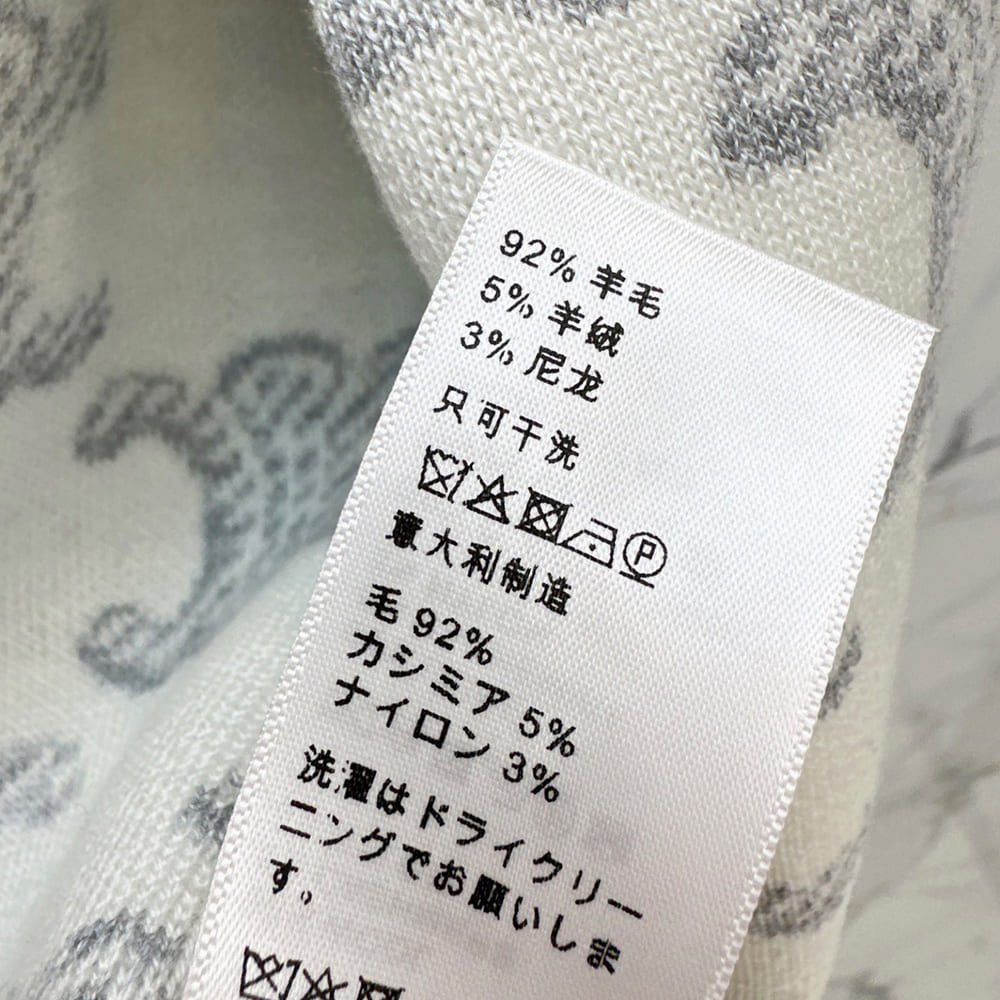 92% 羊毛
5% 羊绒
3% 尼龙
只可干洗
P
意大利制造
毛 92%
カシミア 5%
ナイロン 3%
洗濯はドライクリー
ニングでお願いしま
す。